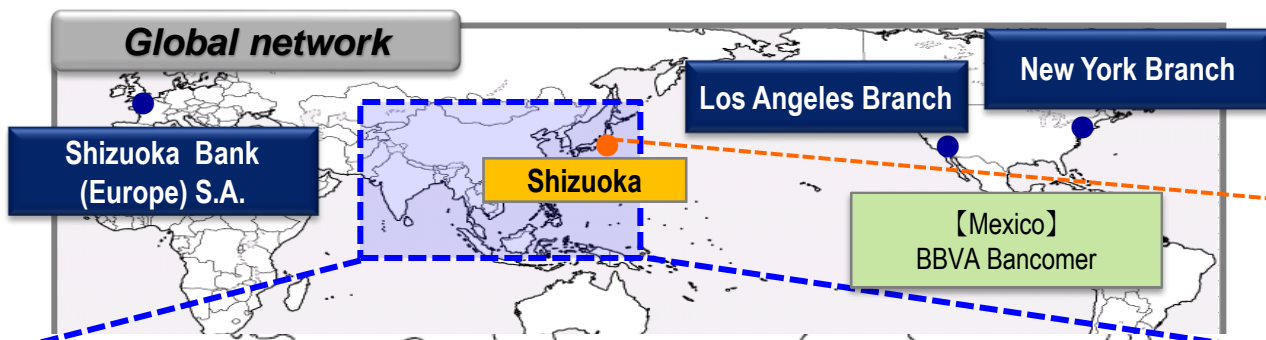 Global network
New York Branch
Los Angeles Branch
Shizuoka Bank
(Europe) S.A.
Shizuoka
【Mexico】
BBVA Bancomer